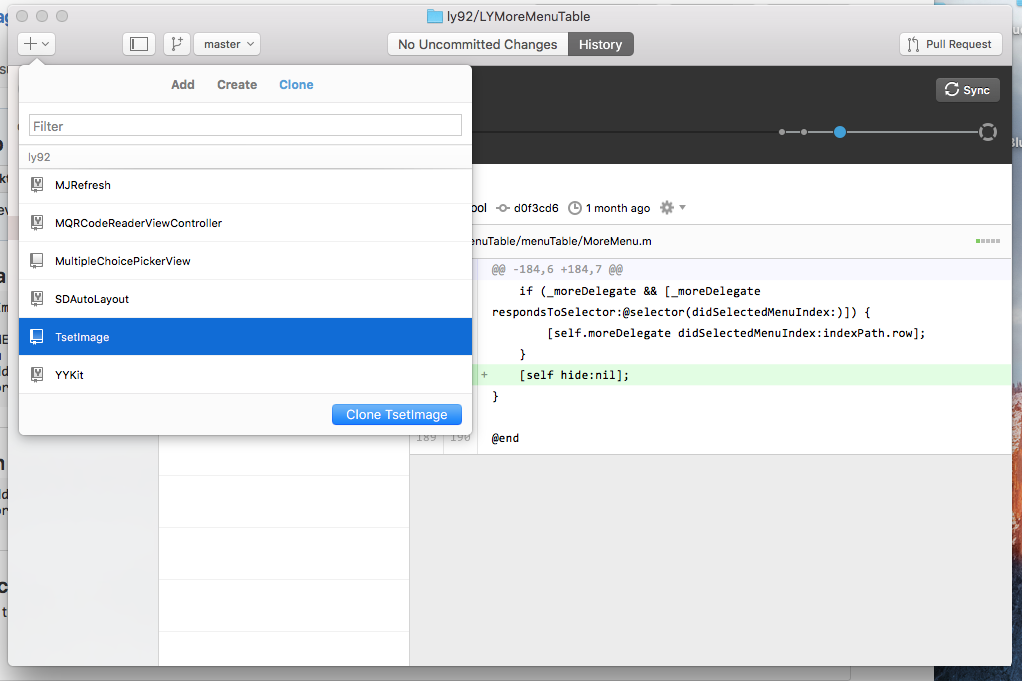 ly92/LYMoreMenuTable
master
No Uncommitted Changes
History
Pull Request
Add
Create
Clone
Sync
Filter
ly92
MJRefresh
MQRCodeReaderViewController
MultipleChoicePickerView
SDAutoLayout
TsetImage
YYKit
Clone TsetImage
ool d0f3cd6 1 month ago
enuTable/menuTable/MoreMenu.m
@@ -184,6 +184,7 @@
if (_moreDelegate && [_moreDelegate
respondsToSelector:@selector(didSelectedMenuIndex:)]) {
[self.moreDelegate didSelectedMenuIndex:indexPath.row];
}
+ [self hide:nil];
}
189 190 @end